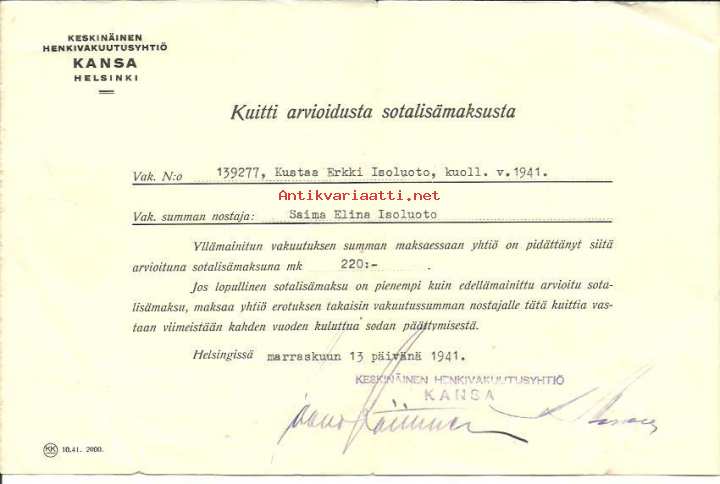 KESKINÄINEN
HENKIVAKUUTUSYHTIÖ
KANSA
HELSINKI
Kuitti arvioidusta sotalisämaksusta
Vak. N:o 139277, Kustaa Erkki Isoluoto, kuoll. v.1941.
Antikvariaatti.net
Vak. summan nostaja: Saima Elina Isoluoto
Yllämainitun vakuutuksen summan maksaessaan yhtiö on pidättänyt siitä
arvioituna sotalisämaksuna mk 220:-
Jos lopullinen sotalisämaksu on pienempi kuin edellämainittu arvioitu sota-
lisämaksu, maksaa yhtiö erotuksen takaisin vakuutussumman nostajalle tätä kuittia vas-
taan viimeistään kahden vuoden kuluttua sodan päättymisestä.
Helsingissä marraskuun 13 päivänä 1941.
KESKINÄINEN HENKIVAKUUTUSYHTIÖ
KANSA
KK 10.41. 2000.